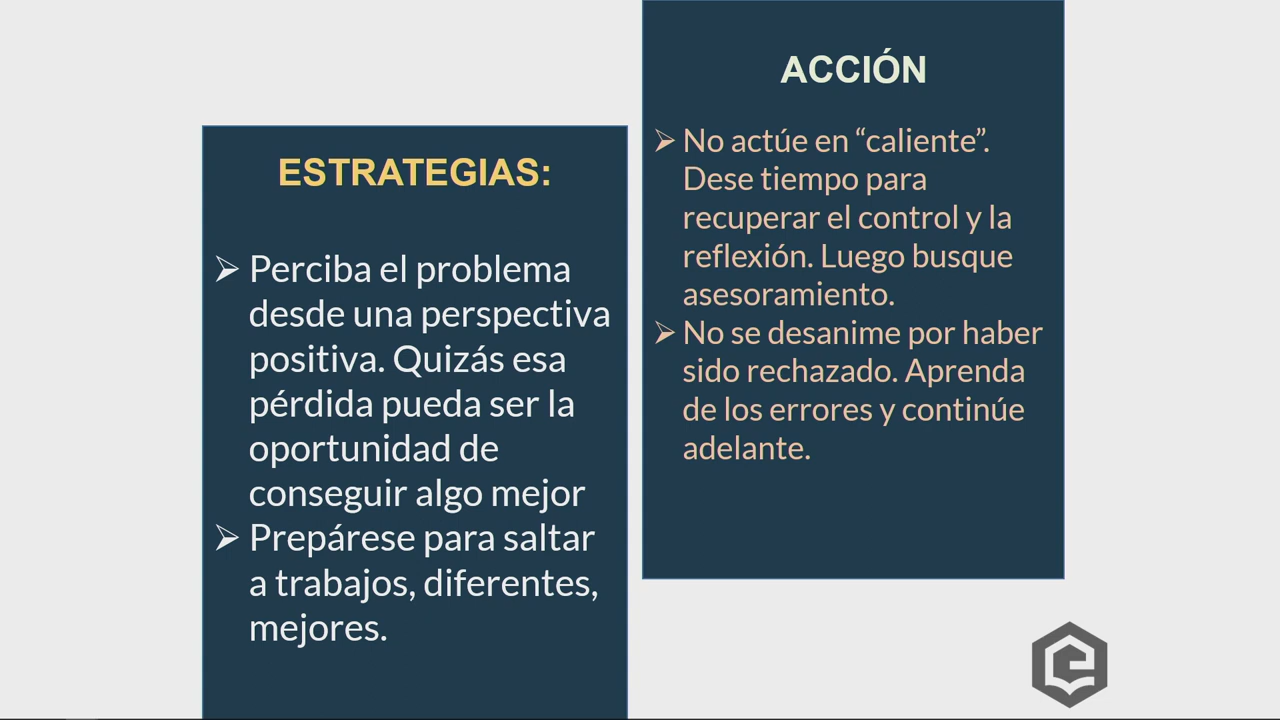 ESTRATEGIAS:
➢ Perciba el problema
desde una perspectiva
positiva. Quizás esa
pérdida pueda ser la
oportunidad de
conseguir algo mejor
➢ Prepárese para saltar
a trabajos, diferentes,
mejores.
ACCIÓN
➢ No actúe en “caliente”.
Dese tiempo para
recuperar el control y la
reflexión. Luego busque
asesoramiento.
➢ No se desanime por haber
sido rechazado. Aprenda
de los errores y continúe
adelante.